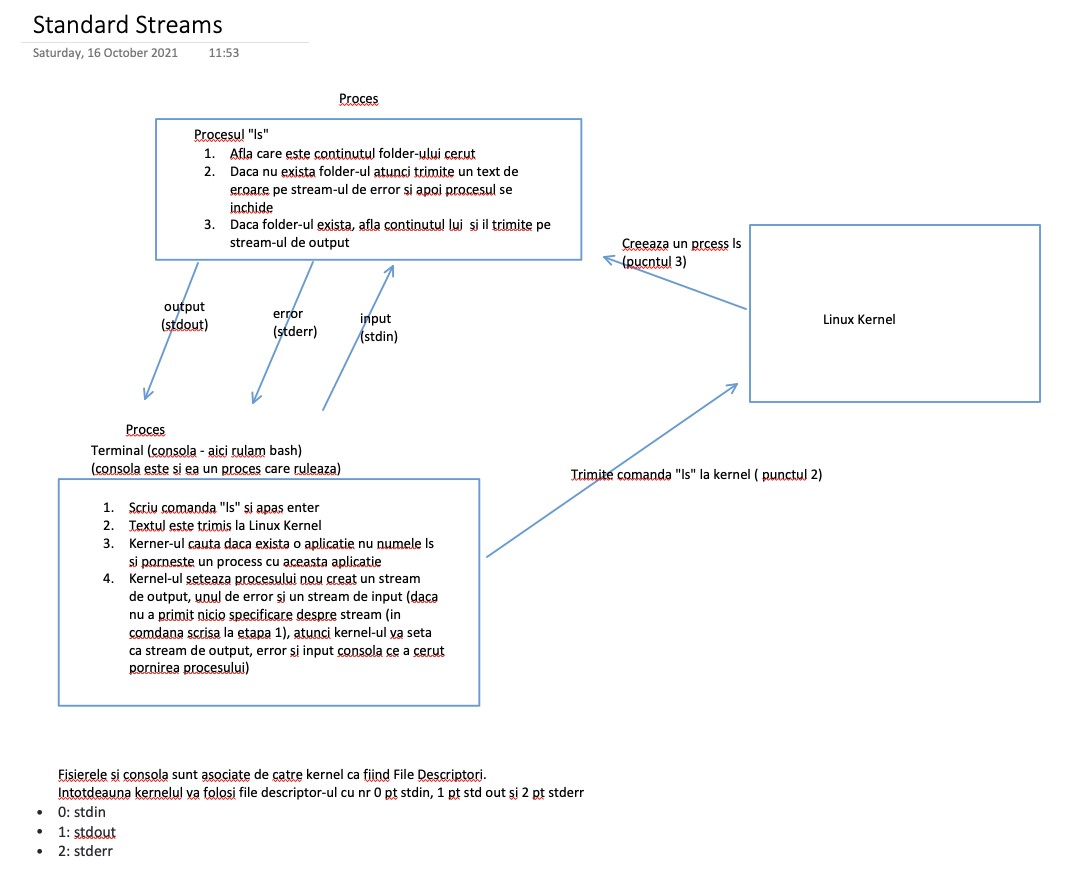 Standard Streams
Saturday, 16 October 2021 11:53
Proces
Procesul "ls"
1. Afla care este continutul folder-ului cerut
2. Daca nu exista folder-ul atunci trimite un text de
eroare pe stream-ul de error si apoi procesul se
inchide
3. Daca folder-ul exista, afla continutul lui si il trimite pe
stream-ul de output
Creeaza un prcess ls
(pucntul 3)
Linux Kernel
output
(stdout)
error
(stderr)
input
(stdin)
Proces
Terminal (consola - aici rulam bash)
(consola este si ea un proces care ruleaza)
Trimite comanda "ls" la kernel ( punctul 2)
1. Scriu comanda "ls" si apas enter
2. Textul este trimis la Linux Kernel
3. Kerner-ul cauta daca exista o aplicatie nu numele ls
si porneste un process cu aceasta aplicatie
4. Kernel-ul seteaza procesului nou creat un stream
de output, unul de error si un stream de input (daca
nu a primit nicio specificare despre stream (in
comdana scrisa la etapa 1), atunci kernel-ul va seta
ca stream de output, error si input consola ce a cerut
pornirea procesului)
Fisierele si consola sunt asociate de catre kernel ca fiind File Descriptori.
Intotdeauna kernelul va folosi file descriptor-ul cu nr 0 pt stdin, 1 pt std out si 2 pt stderr
• 0: stdin
• 1: stdout
• 2: stderr